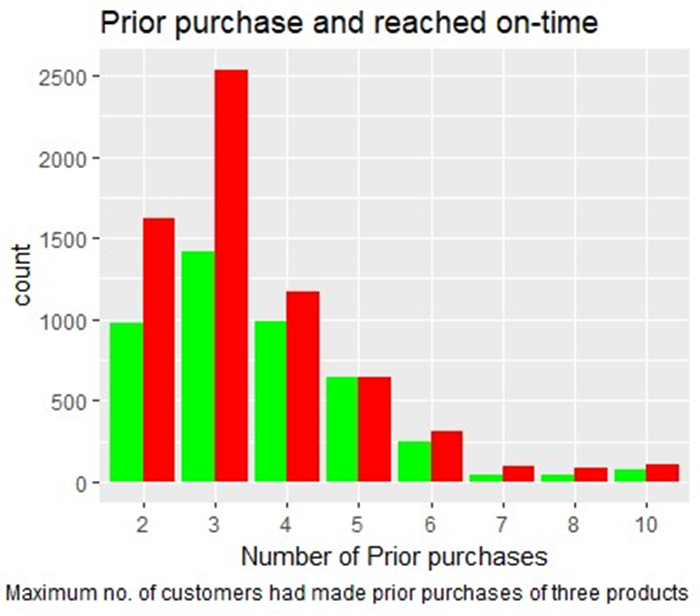 Prior purchase and reached on-time
2500
2000
1500
1000
500
0
count
2 3 4 5 6 7 8 10
Number of Prior purchases
Maximum no. of customers had made prior purchases of three products